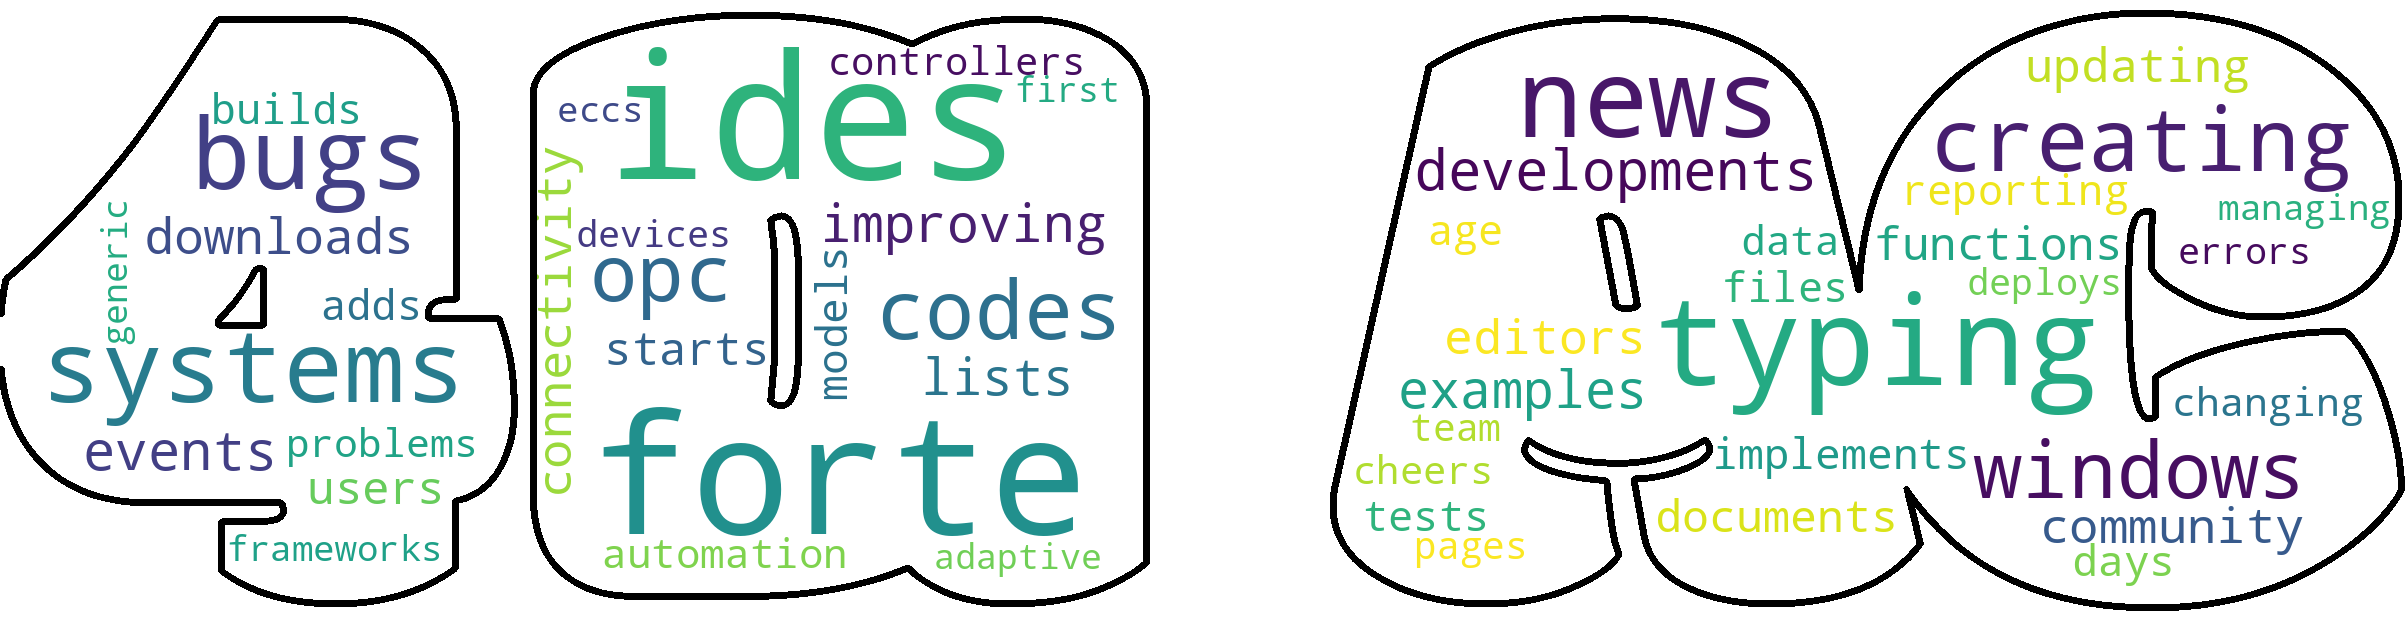 builds
bugs
downloads
generic
adds
systems
events
problems
users
frameworks
controllers
first
eccs
ides
connectivity
devices
improving
opc
models
codes
starts
lists
forte
automation
adaptive
news
developments
age
data
files
editors
typing
examples
team
cheers
implements
tests
documents
pages
updating
creating
reporting
managing
functions
errors
deploys
changing
windows
community
days